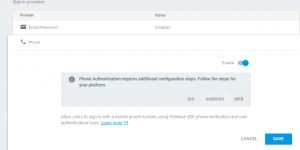 Sign in providers
Provider Status
Email/Password Disabled
Phone
Enable
Phone Authentication requires additional configuration steps. Follow the steps for
your platform.
IOS ANDROID WEB
Allow users to sign in with a mobile phone number, using Firebase SDK phone verification and User
authentication tools. Learn more
CANCEL SAVE